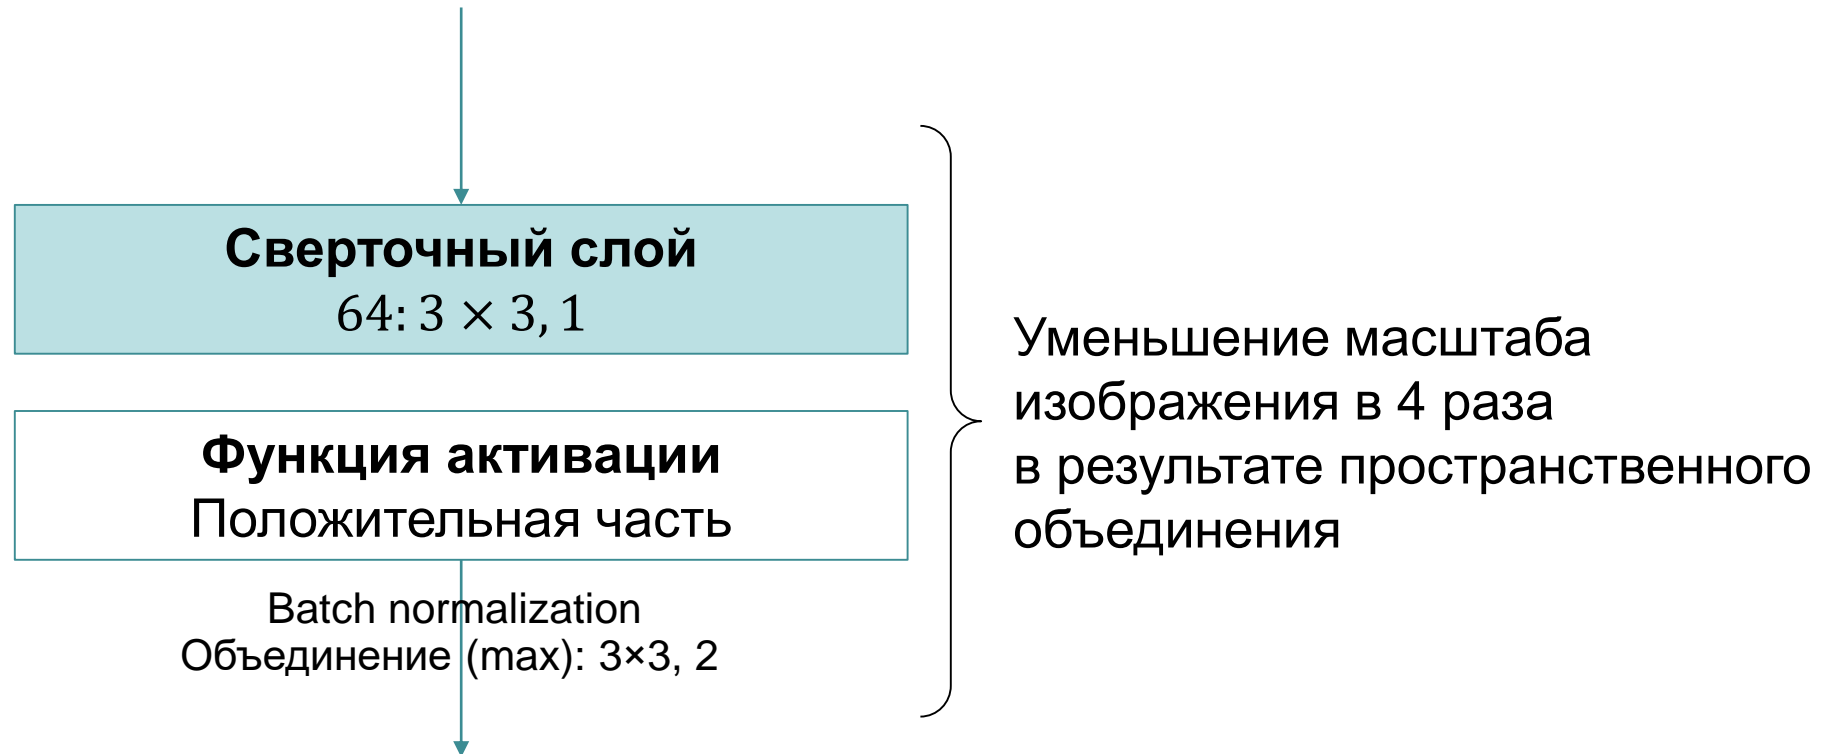 Сверточный слой
64: 3 × 3, 1
Функция активации
Положительная часть
Batch normalization
Объединение (max): 3×3, 2
Уменьшение масштаба
изображения в 4 раза
в результате пространственного
объединения